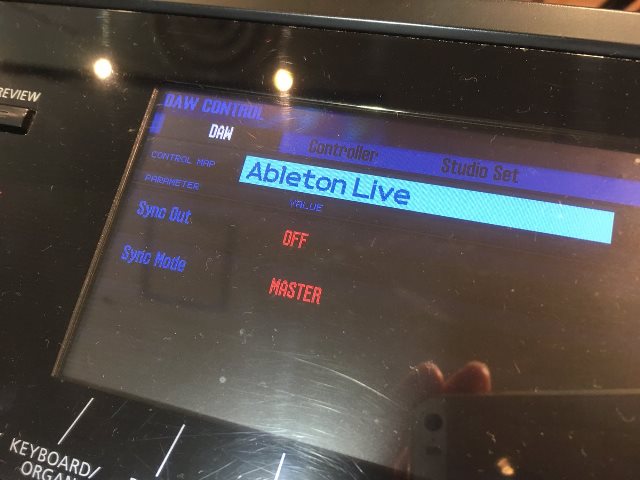 REVIEW
DAW CONTROL
DAW Controller Studio Set
CONTROL MAP Ableton Live
PARAMETER VALUE
Sync Out OFF
Sync Mode MASTER
KEYBOARD/
ORGAN